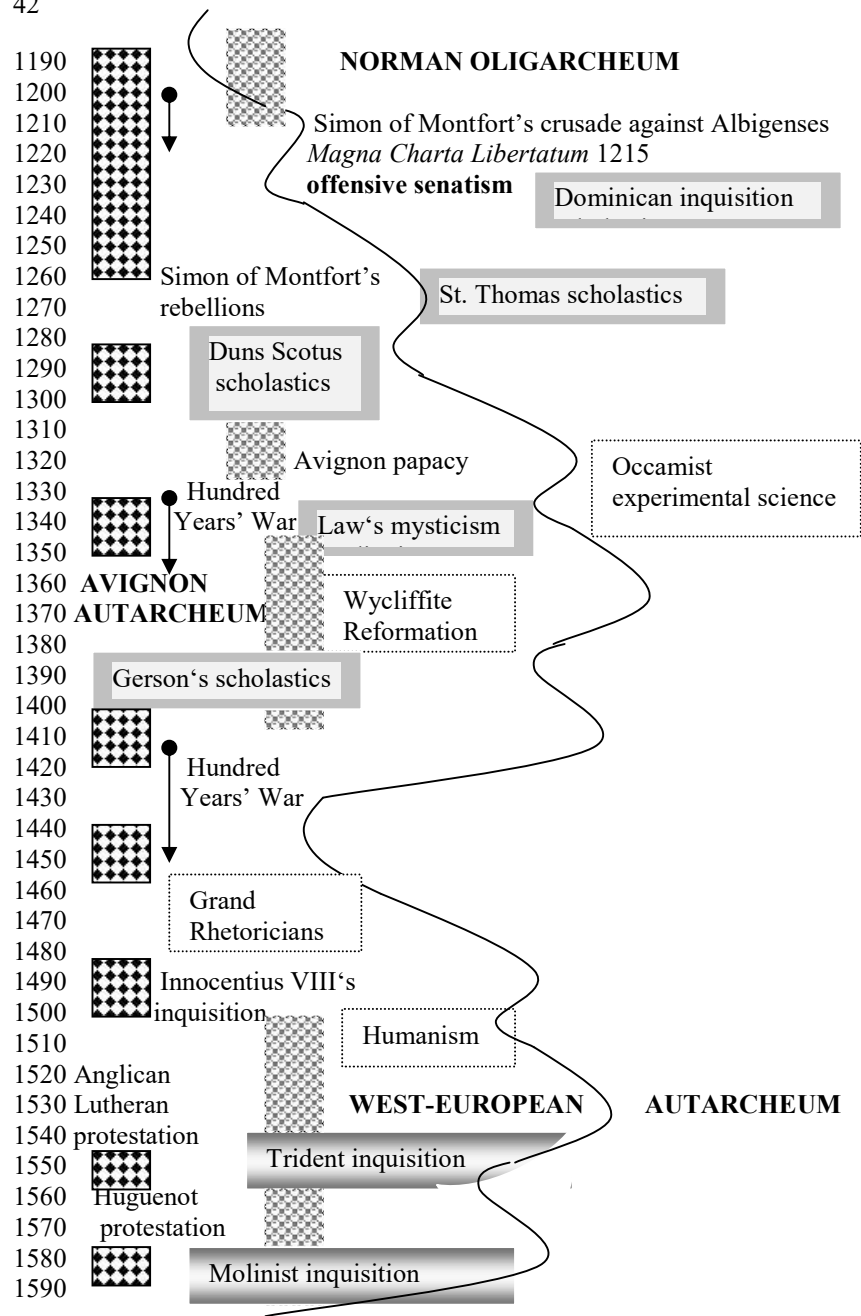 42
1190 NORMAN OLIGARCHEUM
1200
1210 Simon of Montfort's crusade against Albigenses
1220 Magna Charta Libertatum 1215
1230 offensive senatism Dominican inquisition
1240
1250
1260 Simon of Montfort's
1270 rebellions St. Thomas scholastics
1280
1290 Duns Scotus
1300 scholastics
1310
1320 Avignon papacy Occamist
1330 Hundred experimental science
1340 Years' War Law‘s mysticism
1350
1360 AVIGNON Wycliffite
1370 AUTARCHEUM Reformation
1380
1390 Gerson‘s scholastics
1400
1410
1420 Hundred
1430 Years' War
1440
1450
1460 Grand
1470 Rhetoricians
1480
1490 Innocentius VIII‘s
1500 inquisition
1510 Humanism
1520 Anglican
1530 Lutheran WEST-EUROPEAN AUTARCHEUM
1540 protestation
1550 Trident inquisition
1560 Huguenot
1570 protestation
1580 Molinist inquisition
1590